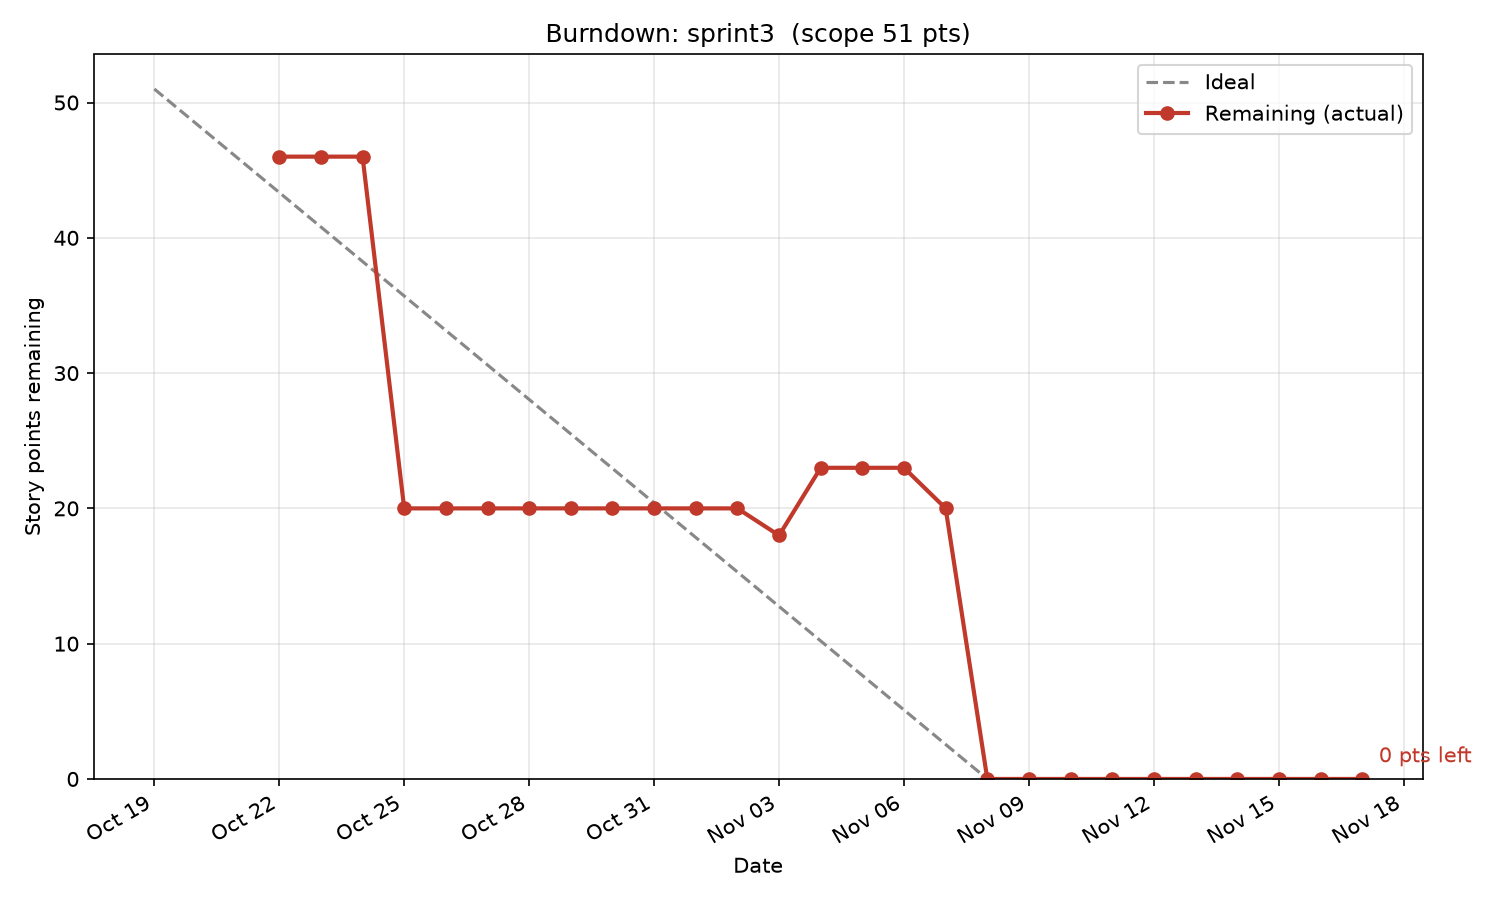 Burndown: sprint3  (scope 51 pts)
Ideal
Remaining (actual)
Story points remaining
50
40
30
20
10
0
0 pts left
Oct 19
Oct 22
Oct 25
Oct 28
Oct 31
Nov 03
Nov 06
Nov 09
Nov 12
Nov 15
Nov 18
Date